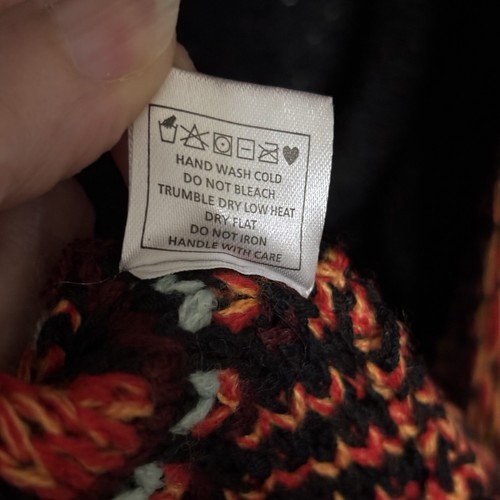 HAND WASH COLD
DO NOT BLEACH
TRUMBLE DRY LOW HEAT
DRY FLAT
DO NOT IRON
HANDLE WITH CARE